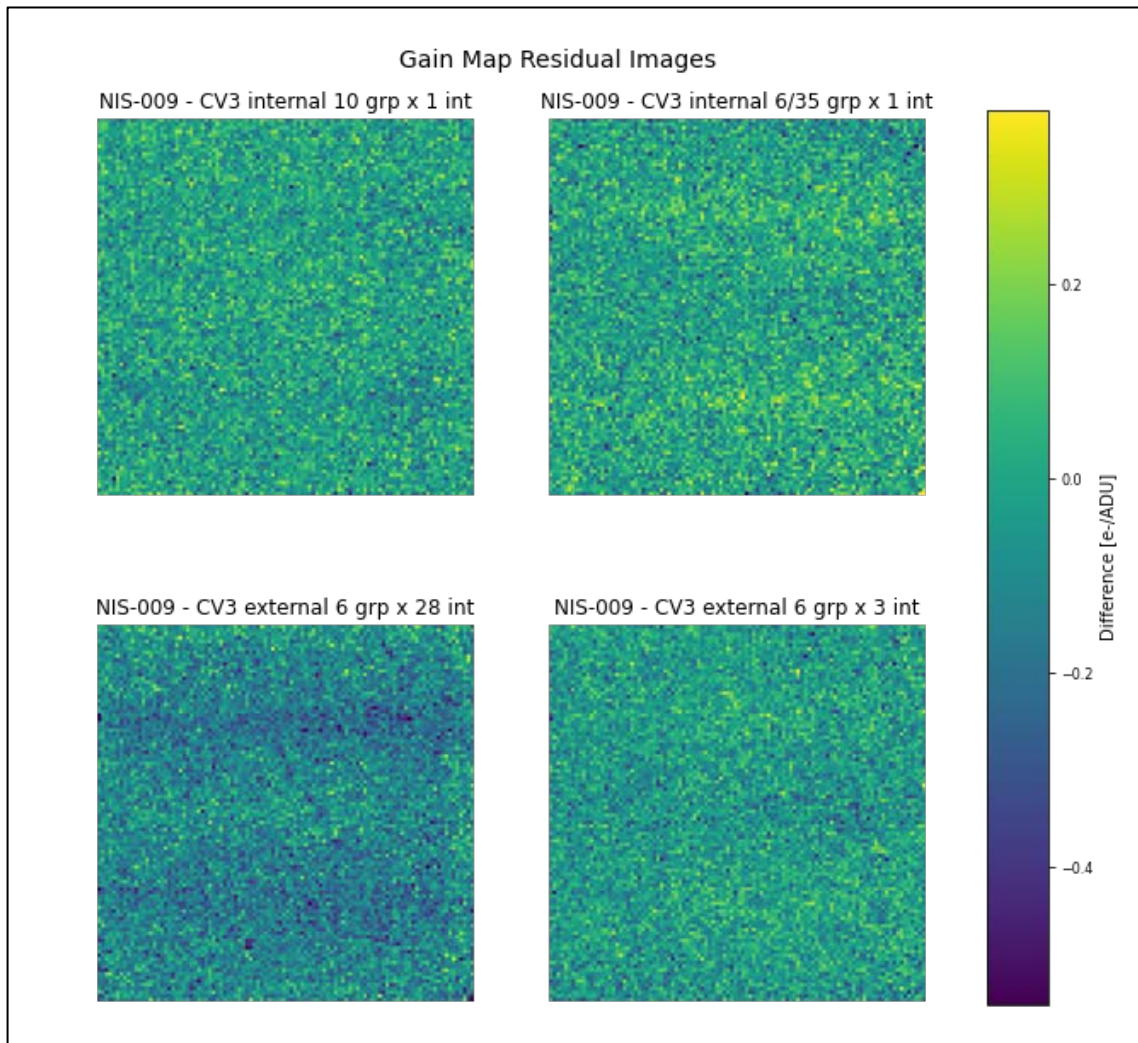 Gain Map Residual Images
NIS-009 - CV3 internal 10 grp x 1 int
NIS-009 - CV3 internal 6/35 grp x 1 int
NIS-009 - CV3 external 6 grp x 28 int
NIS-009 - CV3 external 6 grp x 3 int
0.2
0.0
−0.2
−0.4
Difference [e-/ADU]